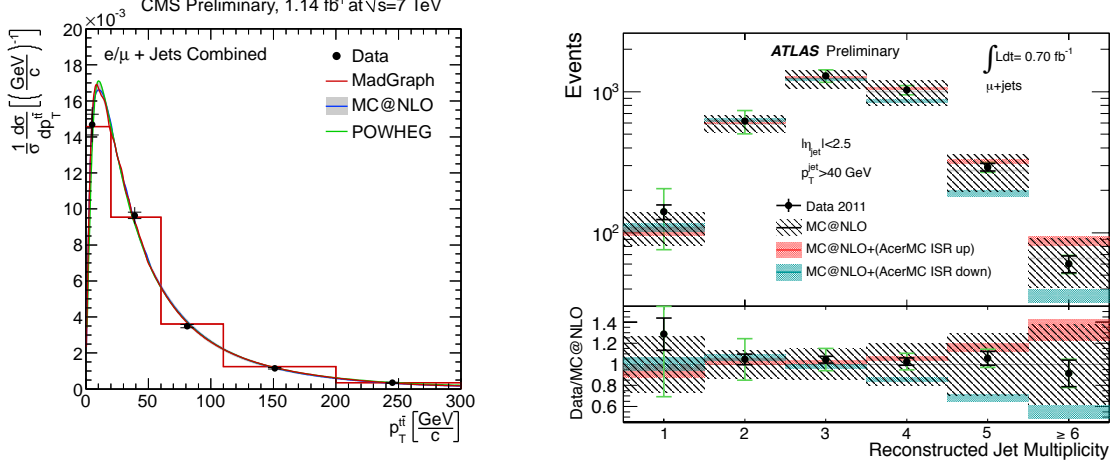 CMS Preliminary, 1.14 fb⁻¹ at √s=7 TeV
×10⁻³
e/μ + Jets Combined
Data
MadGraph
MC@NLO
POWHEG
1/σ dσ/dp_T^tt̄ [(GeV/c)⁻¹]
20
18
16
14
12
10
8
6
4
2
0
0 50 100 150 200 250 300
p_T^tt̄ [GeV/c]
ATLAS Preliminary
∫Ldt= 0.70 fb⁻¹
μ+jets
Events
10³
10²
|η_jet|<2.5
p_T^jet>40 GeV
Data 2011
MC@NLO
MC@NLO+(AcerMC ISR up)
MC@NLO+(AcerMC ISR down)
Data/MC@NLO
1.4
1.2
1
0.8
0.6
1 2 3 4 5 ≥ 6
Reconstructed Jet Multiplicity